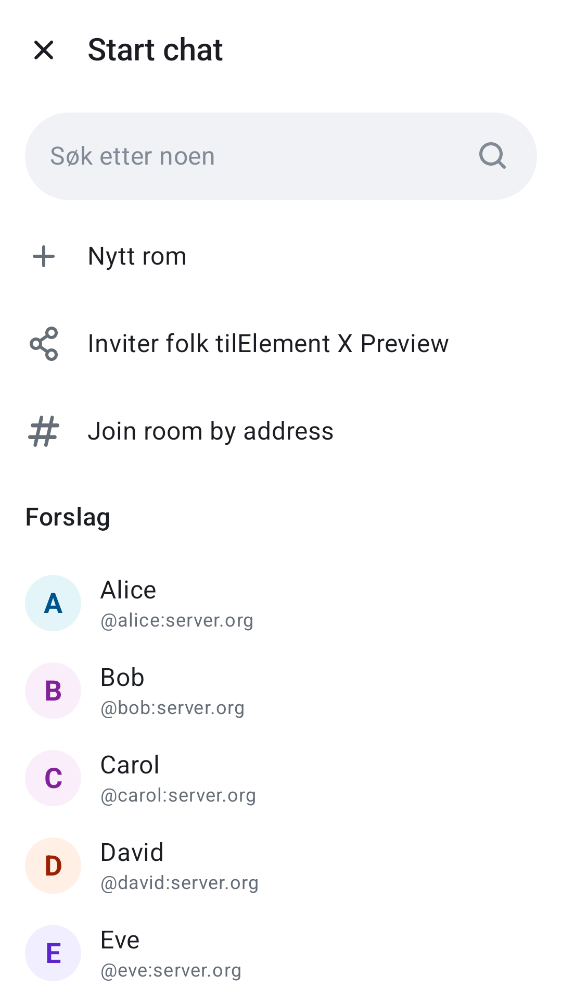 Start chat
Søk etter noen
Nytt rom
Inviter folk tilElement X Preview
Join room by address
Forslag
A
Alice
@alice:server.org
B
Bob
@bob:server.org
C
Carol
@carol:server.org
D
David
@david:server.org
E
Eve
@eve:server.org